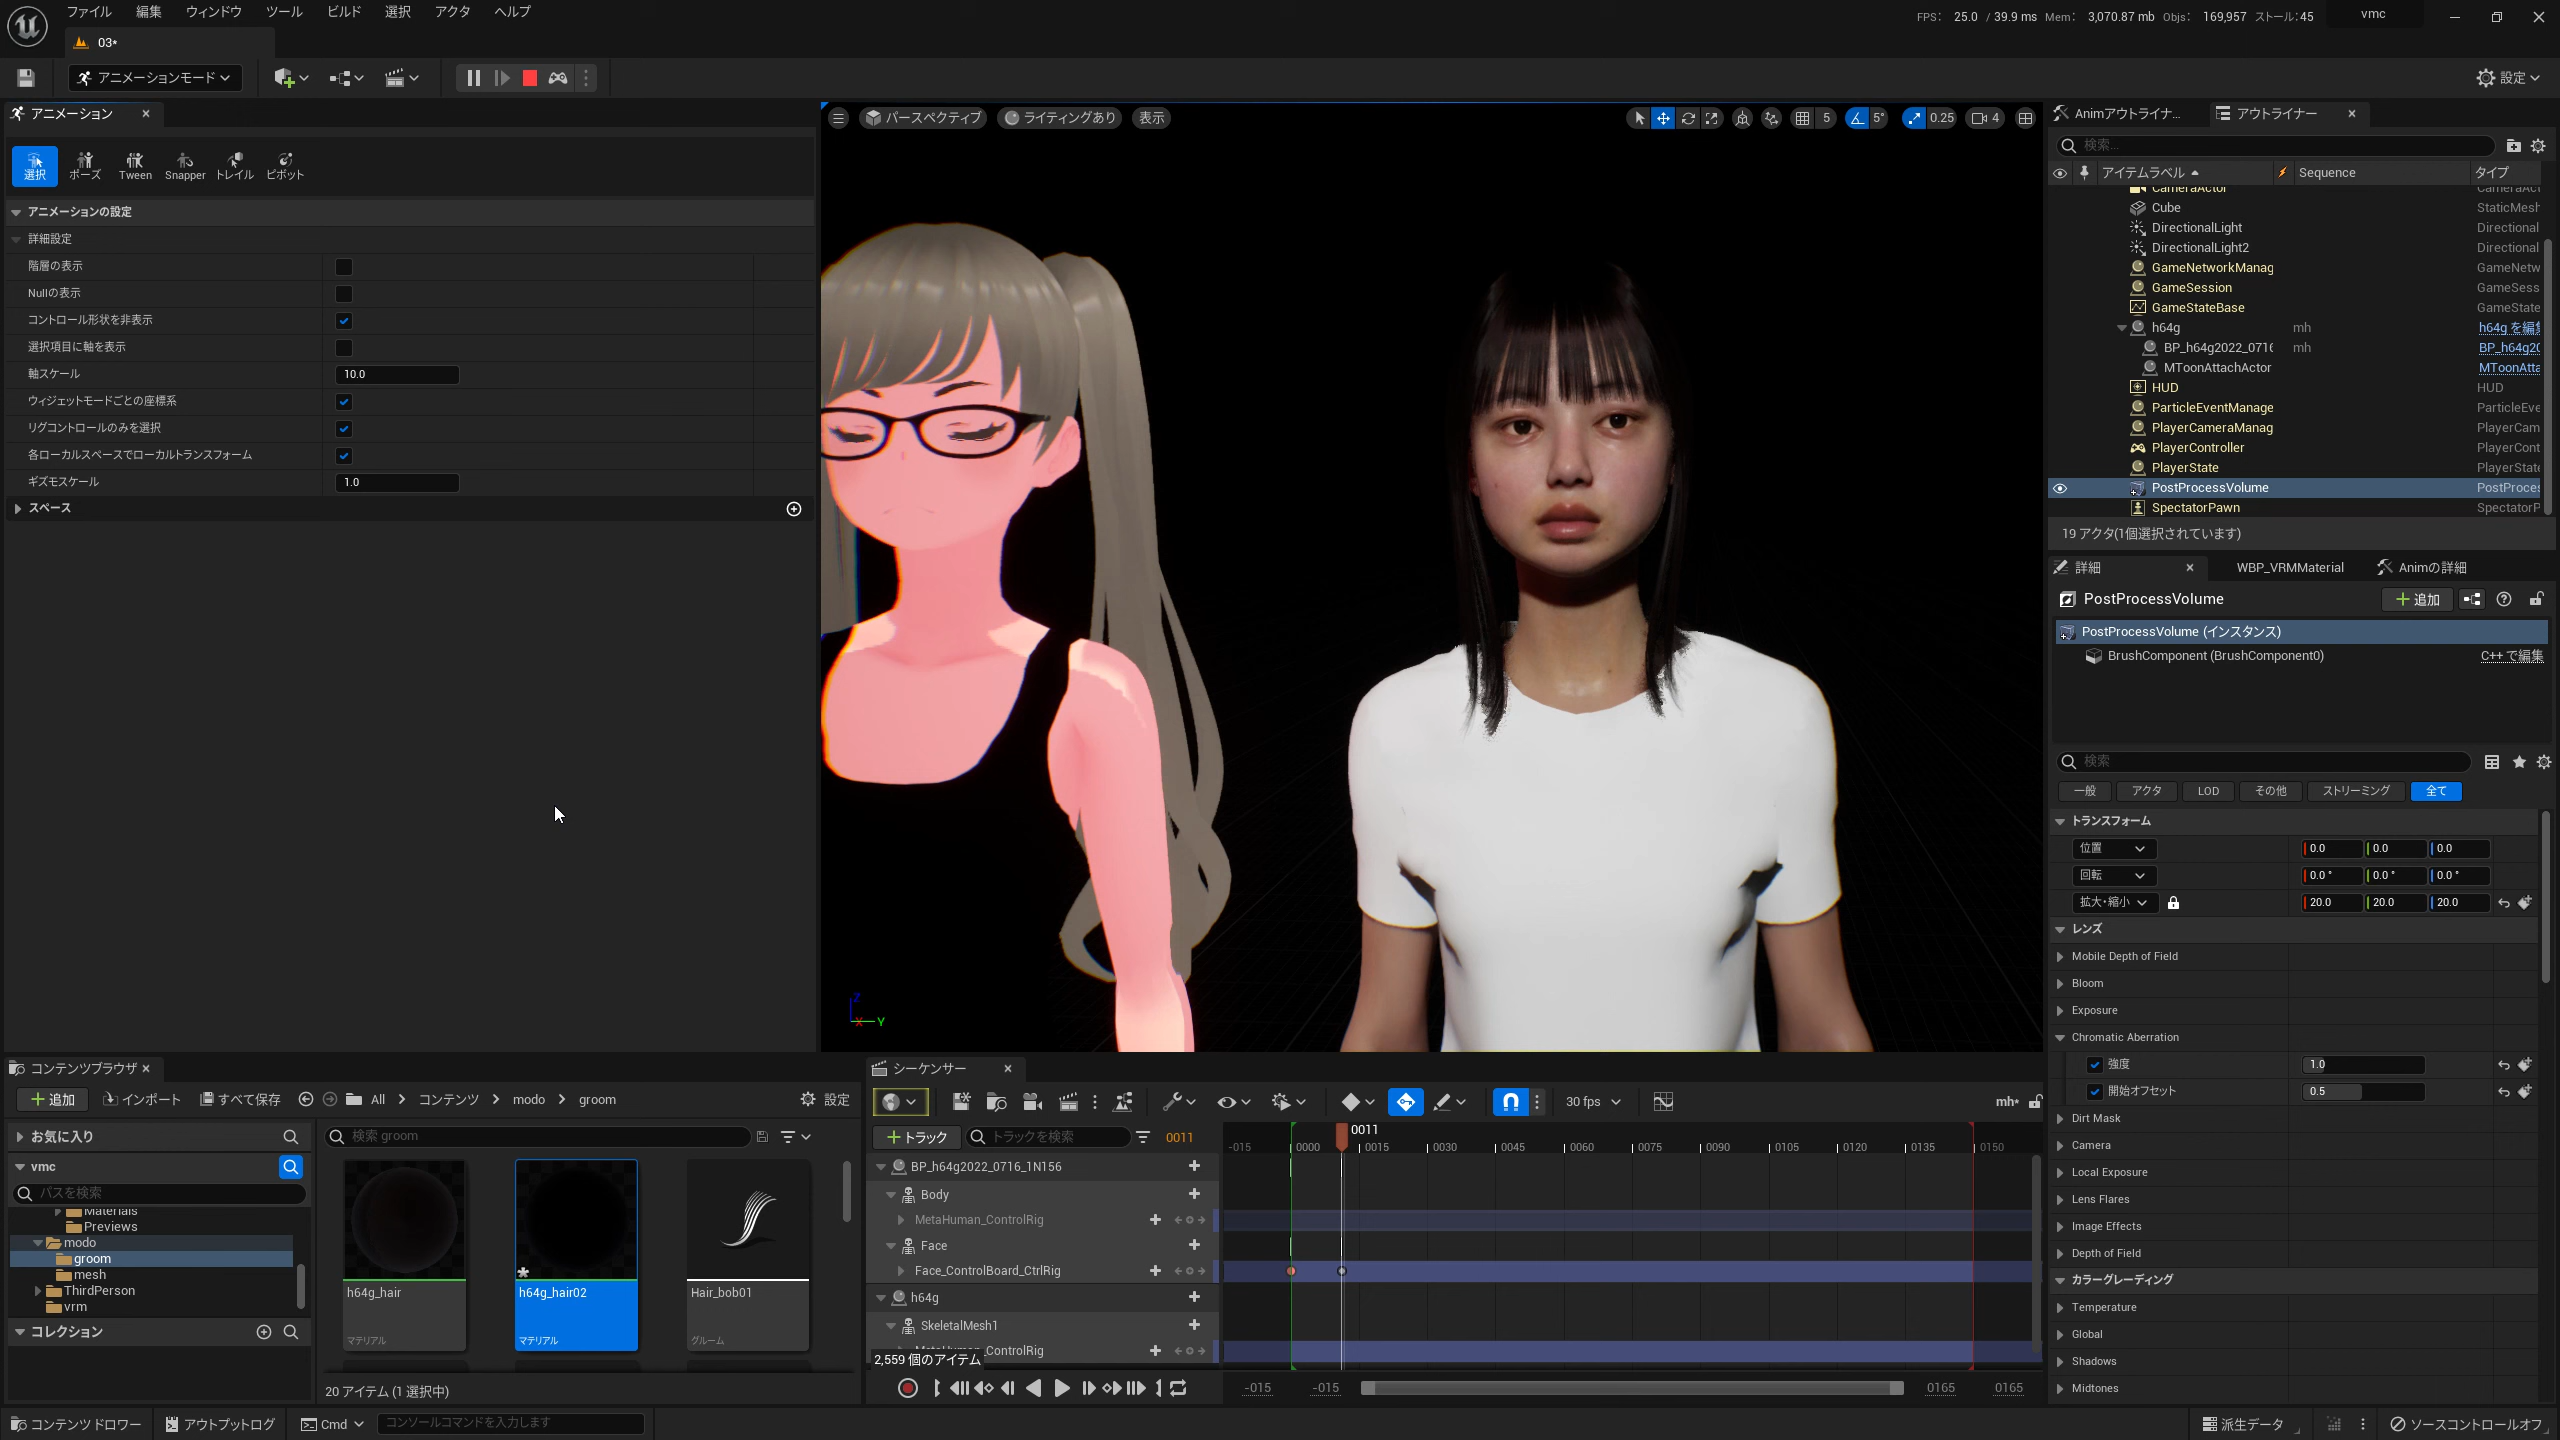 ファイル 編集 ウィンドウ ツール ビルド 選択 アクタ ヘルプ
FPS: 25.0 / 39.9 ms Mem: 3,070.87 mb Objs: 169,957 ストール:45 vmc
03*
アニメーションモード
設定
アニメーション
選択 ポーズ Tween Snapper トレイル ピボット
アニメーションの設定
詳細設定
階層の表示
Nullの表示
コントロール形状を非表示
選択項目に軸を表示
軸スケール 10.0
ウィジェットモードごとの座標系
リグコントロールのみを選択
各ローカルスペースでローカルトランスフォーム
ギズモスケール 1.0
スペース
パースペクティブ ライティングあり 表示
5 5° 0.25 4
Z X Y
Animアウトライナ... アウトライナー
検索...
アイテムラベル Sequence タイプ
CameraActor CameraAct
Cube StaticMesh
DirectionalLight Directional
DirectionalLight2 Directional
GameNetworkManag GameNetw
GameSession GameSess
GameStateBase GameState
h64g mh h64g を編集
BP_h64g2022_0716 mh BP_h64g20
MToonAttachActor MToonAtta
HUD HUD
ParticleEventManage ParticleEve
PlayerCameraManag PlayerCam
PlayerController PlayerCont
PlayerState PlayerState
PostProcessVolume PostProces
SpectatorPawn SpectatorP
19 アクタ(1個選択されています)
詳細 WBP_VRMMaterial Animの詳細
PostProcessVolume 追加
PostProcessVolume (インスタンス)
BrushComponent (BrushComponent0) C++ で編集
検索
一般 アクタ LOD その他 ストリーミング 全て
トランスフォーム
位置 0.0 0.0 0.0
回転 0.0 ° 0.0 ° 0.0 °
拡大・縮小 20.0 20.0 20.0
レンズ
Mobile Depth of Field
Bloom
Exposure
Chromatic Aberration
強度 1.0
開始オフセット 0.5
Dirt Mask
Camera
Local Exposure
Lens Flares
Image Effects
Depth of Field
カラーグレーディング
Temperature
Global
Shadows
Midtones
コンテンツブラウザ
追加 インポート すべて保存 All コンテンツ modo groom 設定
お気に入り
検索 groom
vmc
パスを検索
Materials
Previews
modo
groom
mesh
ThirdPerson
vrm
コレクション
h64g_hair
マテリアル
h64g_hair02
マテリアル
Hair_bob01
グルーム
20 アイテム (1 選択中)
シーケンサー
30 fps mh*
トラック トラックを検索 0011
0011
-015 0000 0015 0030 0045 0060 0075 0090 0105 0120 0135 0150
BP_h64g2022_0716_1N156
Body
MetaHuman_ControlRig
Face
Face_ControlBoard_CtrlRig
h64g
SkeletalMesh1
MetaHuman_ControlRig
2,559 個のアイテム
-015 -015 0165 0165
コンテンツ ドロワー アウトプットログ Cmd コンソールコマンドを入力します 派生データ ソースコントロールオフ